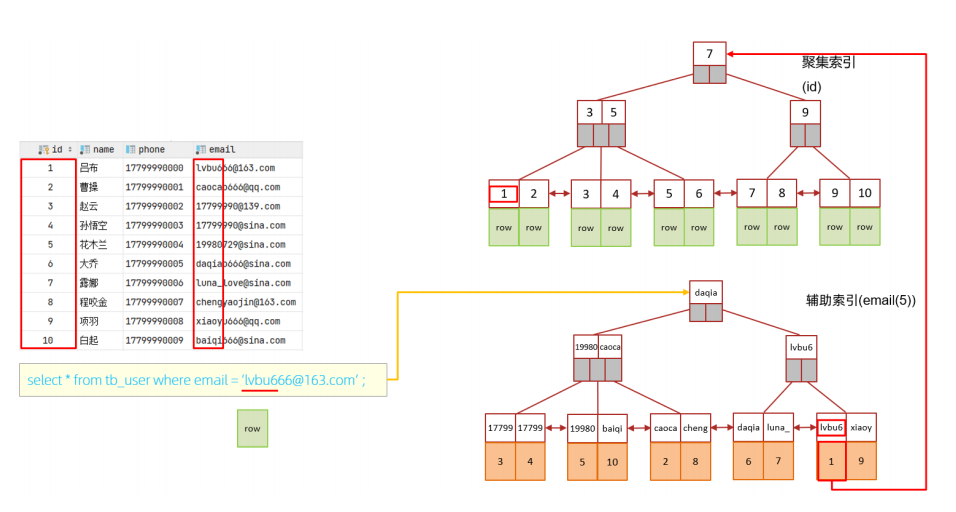 id name phone email
1 吕布 17799990000 lvbu666@163.com
2 曹操 17799990001 caocao666@qq.com
3 赵云 17799990002 17799990@139.com
4 孙悟空 17799990003 17799990@sina.com
5 花木兰 17799990004 19980729@sina.com
6 大乔 17799990005 daqiao666@sina.com
7 露娜 17799990006 luna_love@sina.com
8 程咬金 17799990007 chengyaojin@163.com
9 项羽 17799990008 xiaoyu666@qq.com
10 白起 17799990009 baiqi666@sina.com
select * from tb_user where email = ‘lvbu666@163.com’ ;
row
7
聚集索引
(id)
3 5
9
1 2 3 4 5 6 7 8 9 10
row row row row row row row row row row
daqia
辅助索引(email(5))
19980 caoca
lvbu6
17799 17799 19980 baiqi caoca cheng daqia luna_ lvbu6 xiaoy
3 4 5 10 2 8 6 7 1 9